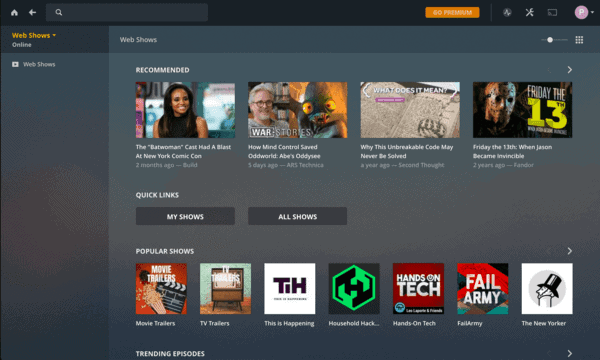 GO PREMIUM
P
Web Shows
Online
Web Shows
Web Shows
RECOMMENDED
WAR STORIES
WHAT DOES IT MEAN?
FRIDAY THE
13TH
The "Batwoman" Cast Had A Blast
At New York Comic Con
2 months ago — Build
How Mind Control Saved
Oddworld: Abe's Oddysee
5 days ago — ARS Technica
Why This Unbreakable Code May
Never Be Solved
a year ago — Second Thought
Friday the 13th: When Jason
Became Invincible
2 years ago — Fandor
QUICK LINKS
MY SHOWS
ALL SHOWS
POPULAR SHOWS
MOVIE
TRAILERS
TV
TRAILERS
TIH
THIS IS HAPPENING
HANDS ON
TECH
Leo Laporte & Friends
FAIL
ARMY
Movie Trailers
TV Trailers
This is Happening
Household Hack...
Hands-On Tech
FailArmy
The New Yorker
TRENDING EPISODES